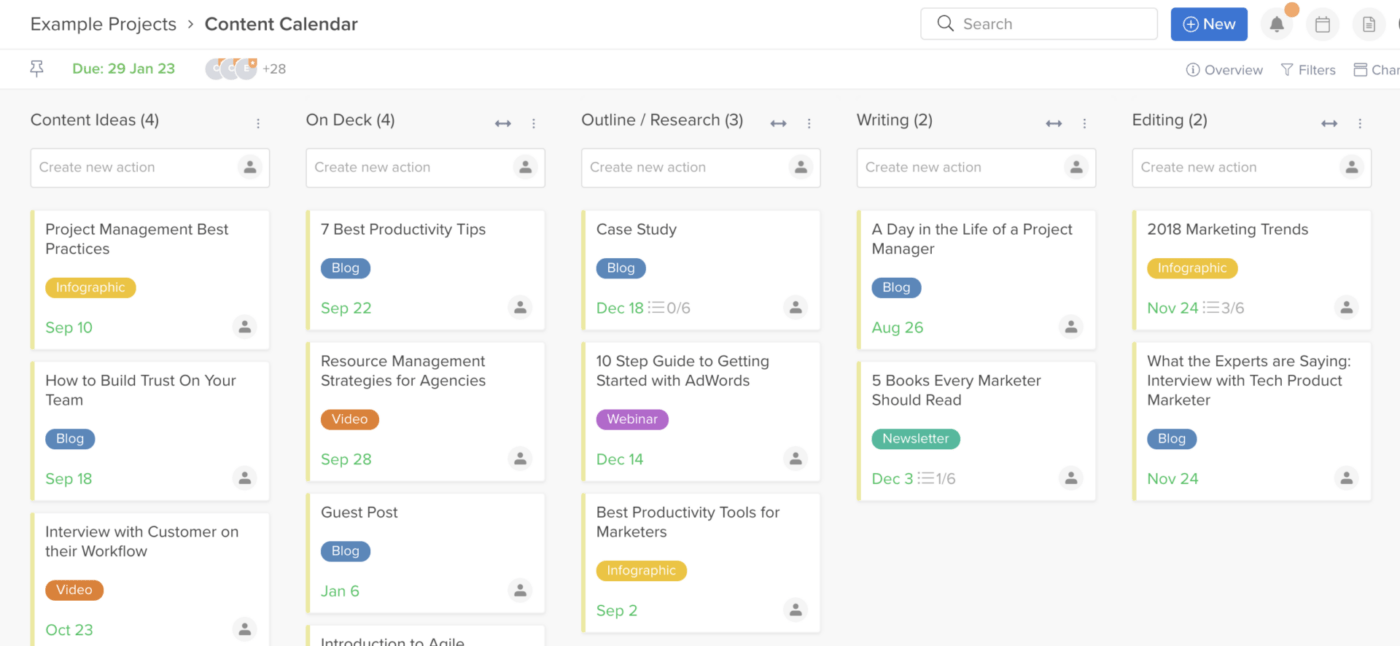 Example Projects > Content Calendar
Search
New
Due: 29 Jan 23
+28
Overview
Filters
Content Ideas (4)
Create new action
Project Management Best
Practices
Infographic
Sep 10
How to Build Trust On Your
Team
Blog
Sep 18
Interview with Customer on
their Workflow
Video
Oct 23
On Deck (4)
Create new action
7 Best Productivity Tips
Blog
Sep 22
Resource Management
Strategies for Agencies
Video
Sep 28
Guest Post
Blog
Jan 6
Introduction to Agile
Outline / Research (3)
Create new action
Case Study
Blog
Dec 18 0/6
10 Step Guide to Getting
Started with AdWords
Webinar
Dec 14
Best Productivity Tools for
Marketers
Infographic
Sep 2
Writing (2)
Create new action
A Day in the Life of a Project
Manager
Blog
Aug 26
5 Books Every Marketer
Should Read
Newsletter
Dec 3 1/6
Editing (2)
Create new action
2018 Marketing Trends
Infographic
Nov 24 3/6
What the Experts are Saying:
Interview with Tech Product
Marketer
Blog
Nov 24